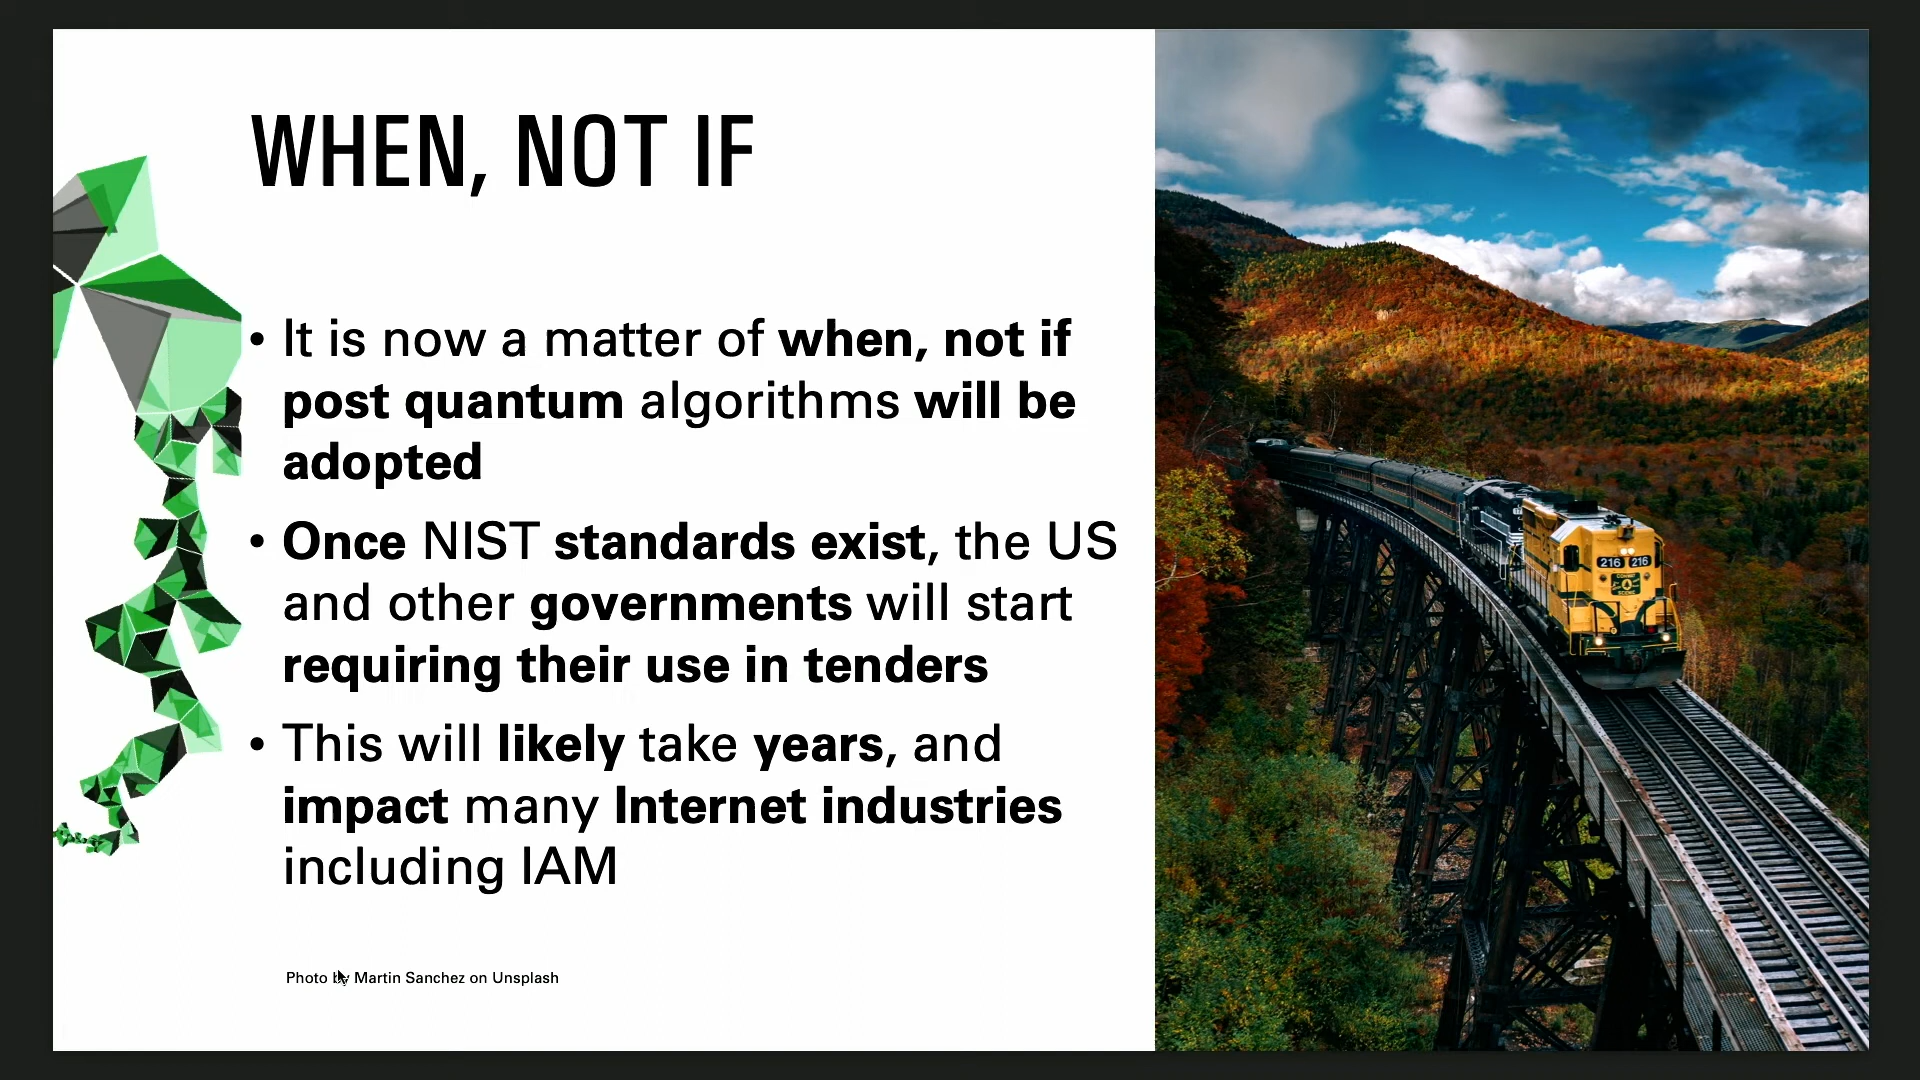 WHEN, NOT IF
• It is now a matter of when, not if
post quantum algorithms will be
adopted
• Once NIST standards exist, the US
and other governments will start
requiring their use in tenders
• This will likely take years, and
impact many Internet industries
including IAM
Photo by Martin Sanchez on Unsplash
216 216